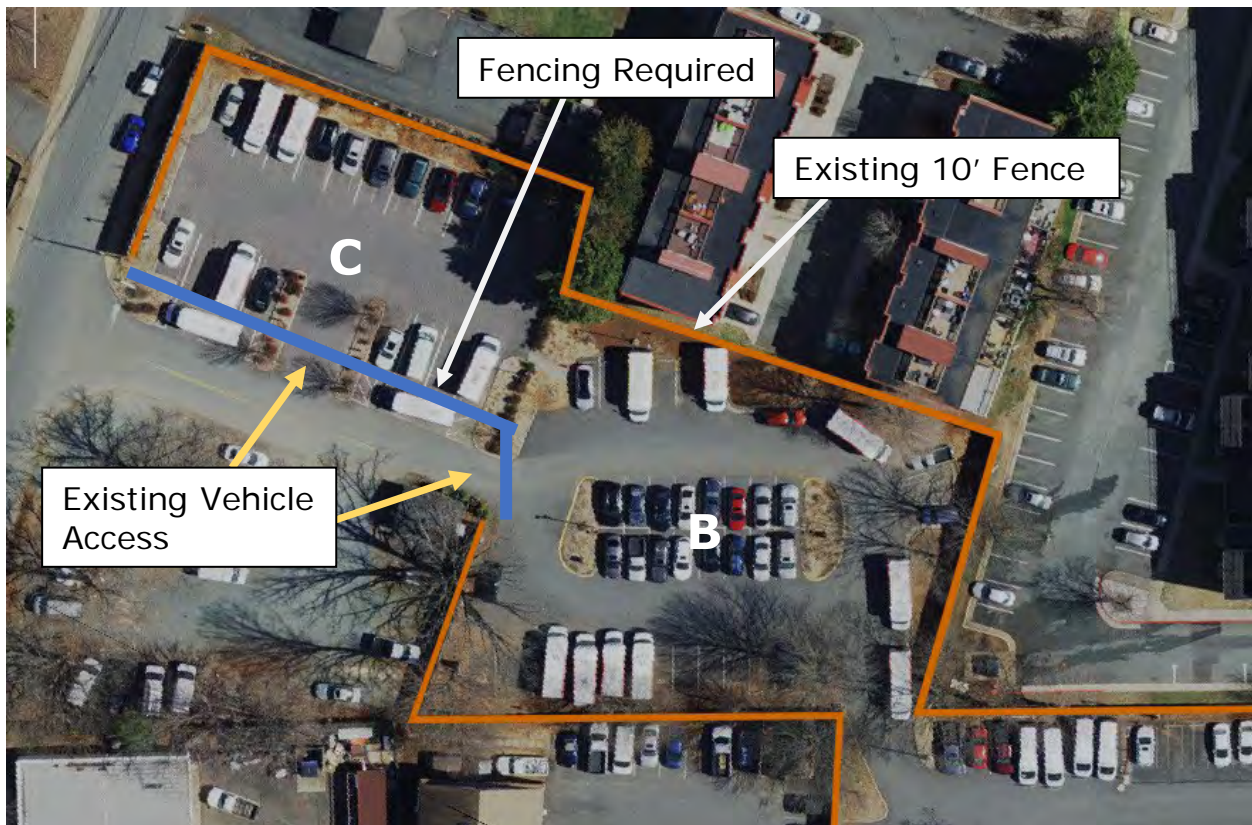 Fencing Required
Existing 10′ Fence
C
Existing Vehicle
Access
B